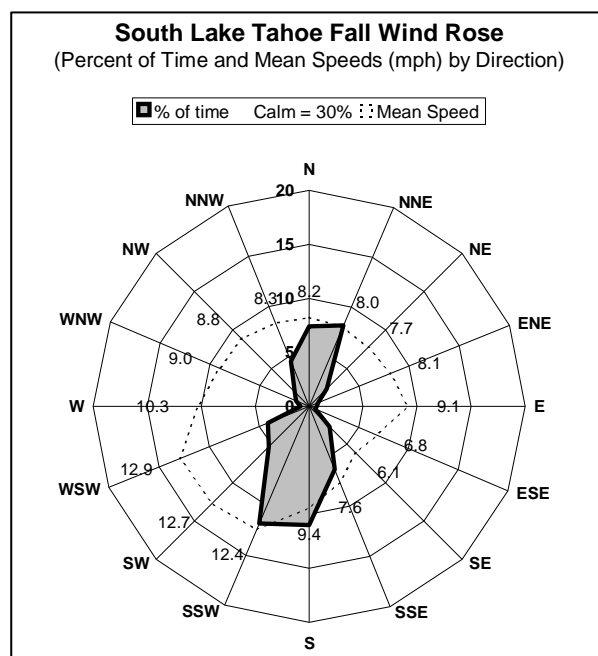 South Lake Tahoe Fall Wind Rose
(Percent of Time and Mean Speeds (mph) by Direction)
% of time Calm = 30% Mean Speed
N
NNW 20 NNE
NW 15 NE
8.3 10 8.2 8.0
8.8 7.7
WNW 9.0 5 8.1 ENE
W 10.3 0 9.1 E
12.9 6.8
WSW 6.1 ESE
12.7 7.6
12.4 9.4
SW SE
SSW SSE
S